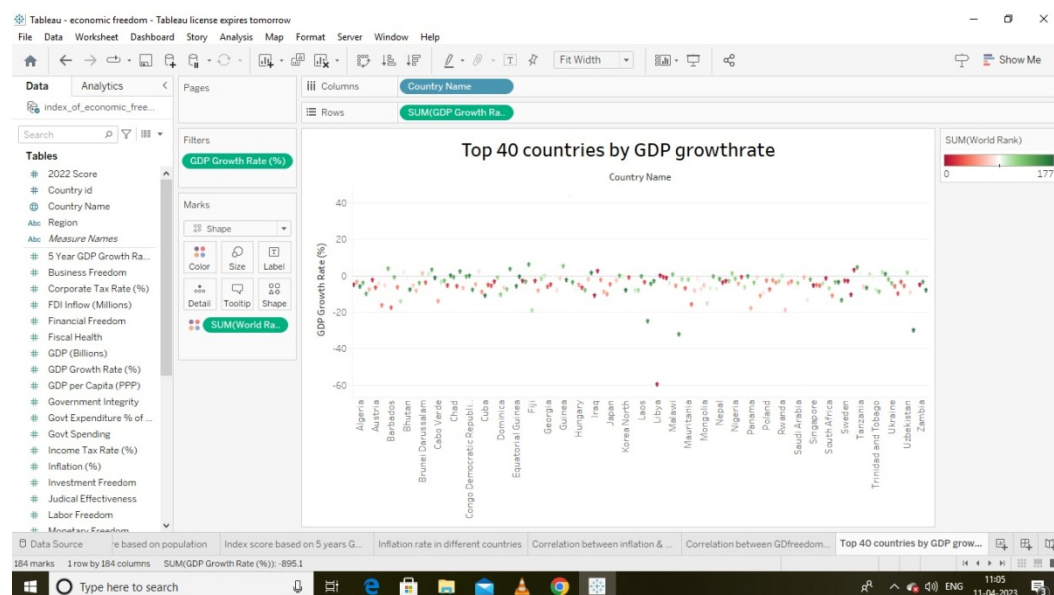 Tableau - economic freedom - Tableau license expires tomorrow
File Data Worksheet Dashboard Story Analysis Map Format Server Window Help
Fit Width
Show Me
Data Analytics
index_of_economic_free...
Search
Tables
# 2022 Score
# Country id
Country Name
Abc Region
Abc Measure Names
# 5 Year GDP Growth Ra...
# Business Freedom
# Corporate Tax Rate (%)
# FDI Inflow (Millions)
# Financial Freedom
# Fiscal Health
# GDP (Billions)
# GDP Growth Rate (%)
# GDP per Capita (PPP)
# Government Integrity
# Govt Expenditure % of ...
# Govt Spending
# Income Tax Rate (%)
# Inflation (%)
# Investment Freedom
# Judical Effectiveness
# Labor Freedom
# Monetary Freedom
Pages
Filters
GDP Growth Rate (%)
Marks
Shape
Color Size Label
Detail Tooltip Shape
SUM(World Ra..
Columns Country Name
Rows SUM(GDP Growth Ra..
Top 40 countries by GDP growthrate
Country Name
GDP Growth Rate (%)
40
20
0
-20
-40
-60
Algeria
Austria
Barbados
Bhutan
Brunei Darussalam
Cabo Verde
Chad
Congo Democratic Republi..
Cuba
Dominica
Equatorial Guinea
Fiji
Georgia
Guinea
Hungary
Iraq
Japan
Korea North
Laos
Libya
Malawi
Mauritania
Mongolia
Nepal
Nigeria
Panama
Poland
Rwanda
Saudi Arabia
Singapore
South Africa
Sweden
Tanzania
Trinidad and Tobago
Ukraine
Uzbekistan
Zambia
SUM(World Rank)
0 177
Data Source
e based on population
Index score based on 5 years G...
Inflation rate in different countries
Correlation between inflation & ...
Correlation between GDfreedom...
Top 40 countries by GDP grow...
184 marks 1 row by 184 columns SUM(GDP Growth Rate (%)): -895.1
Type here to search
ENG
11:05
11-04-2023